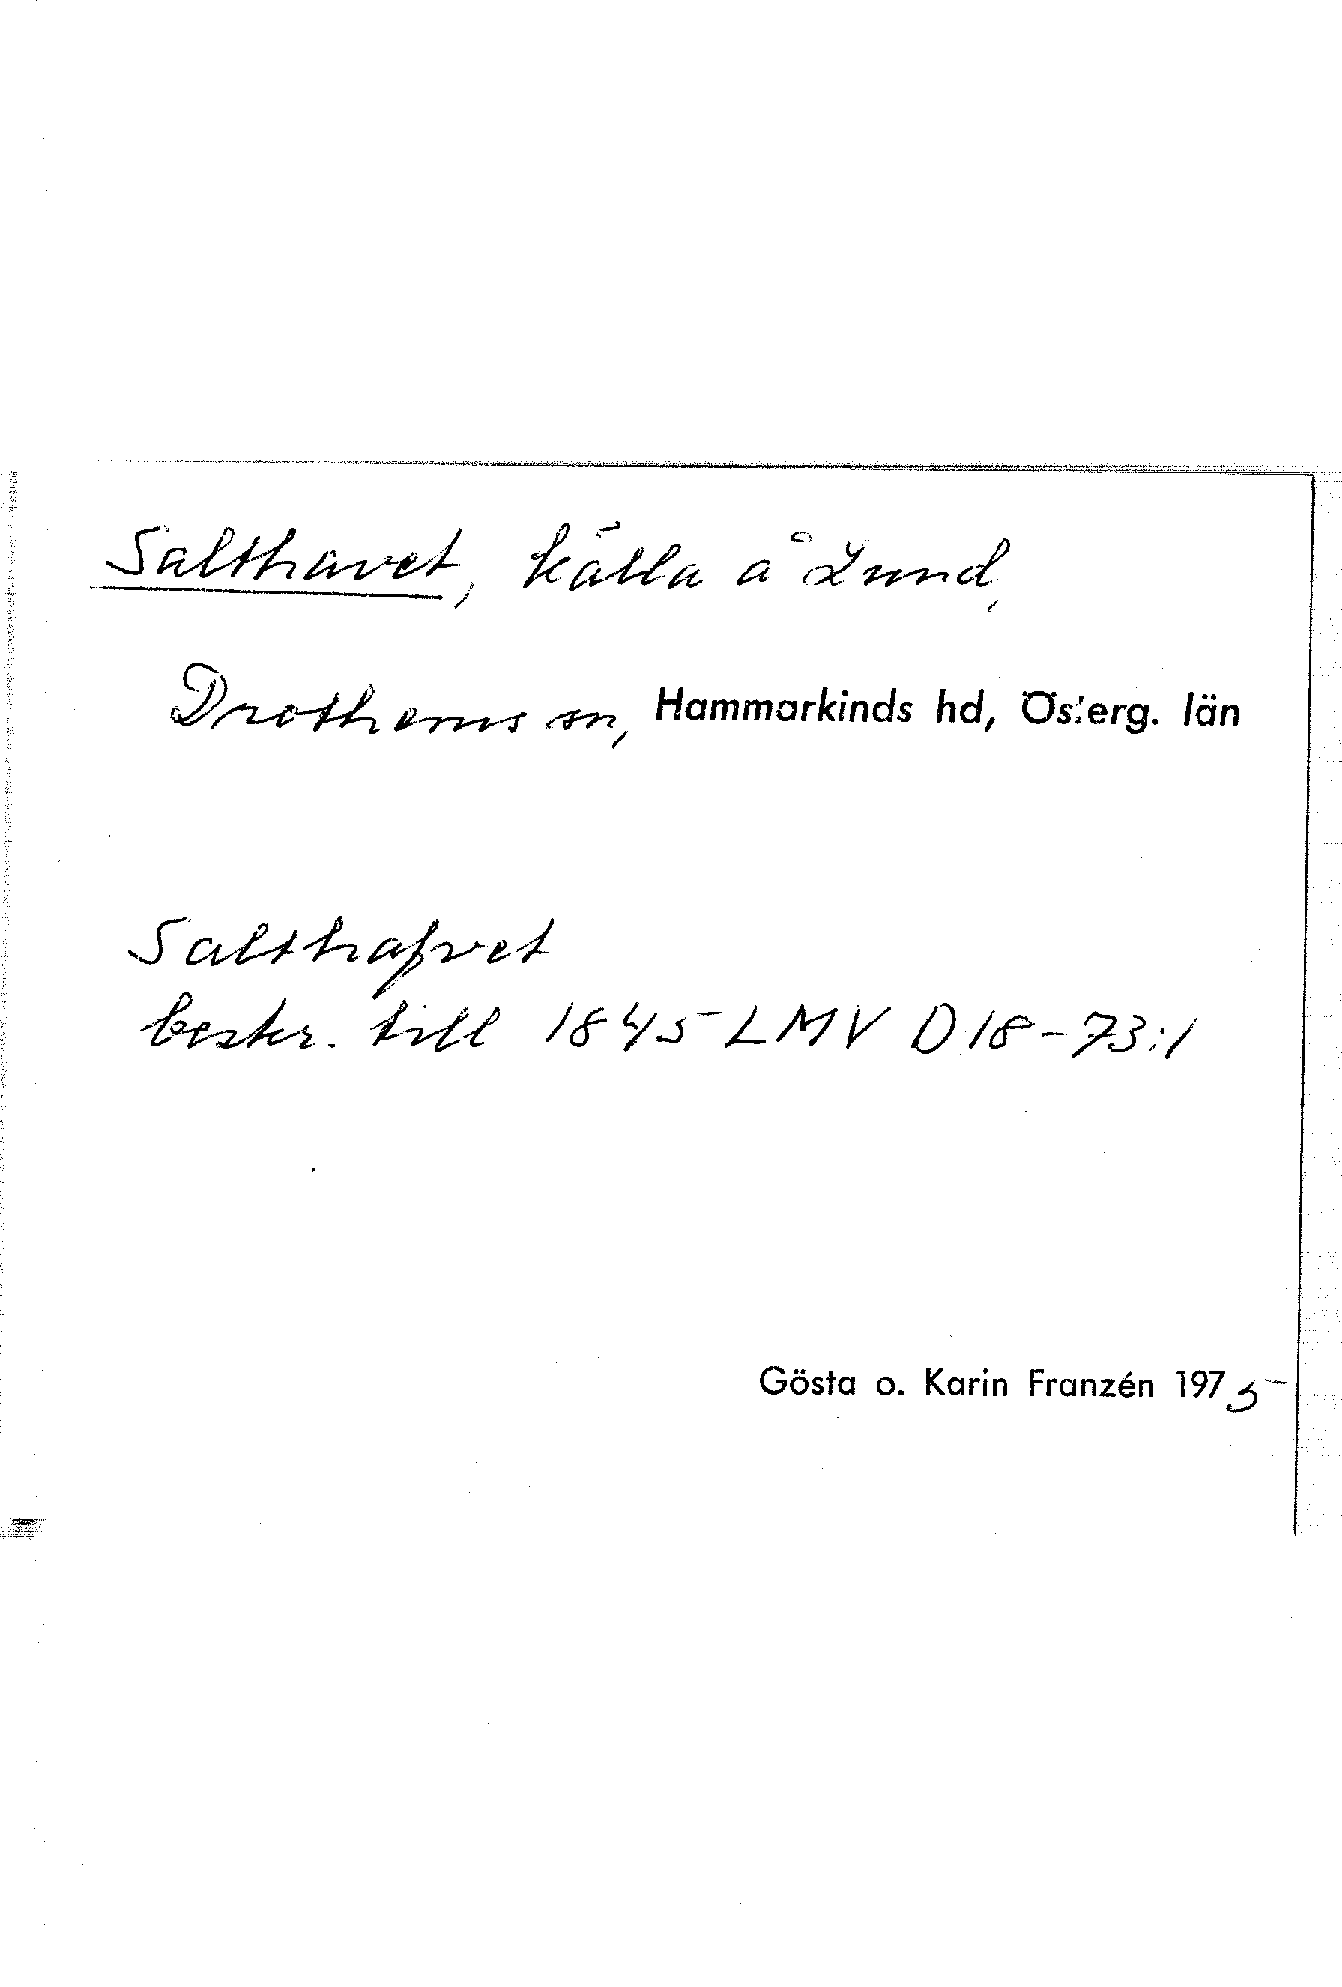 Salthavet, källa å Lund,
Drothems sn, Hammarkinds hd, Österg. län
Salthafvet
beskr. till 1845 LMV D18-73:1
Gösta o. Karin Franzén 1975